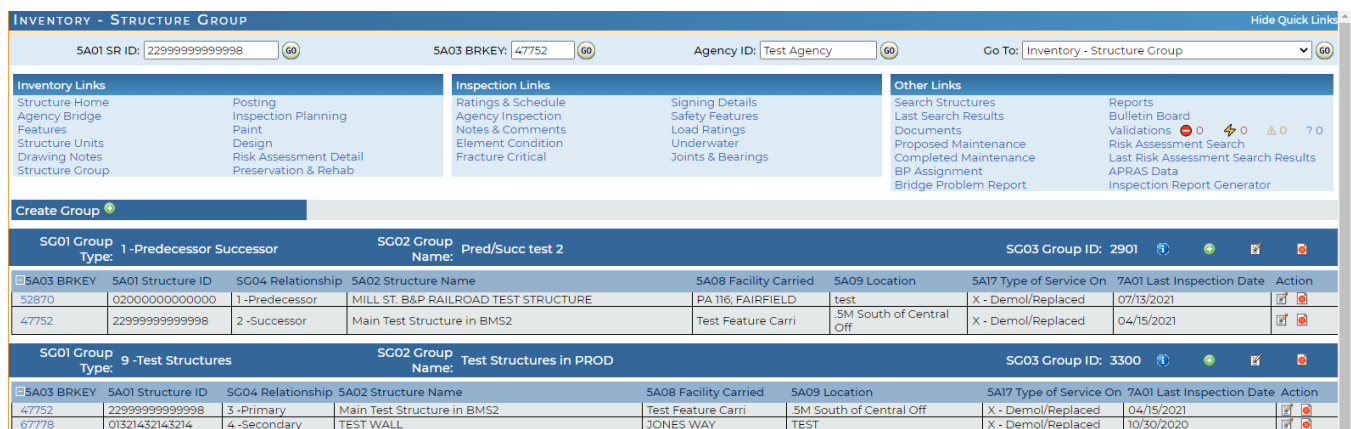 INVENTORY - STRUCTURE GROUP Hide Quick Links
5A01 SR ID: 22999999999998 GO 5A03 BRKEY: 47752 GO Agency ID: Test Agency GO Go To: Inventory - Structure Group GO
Inventory Links Inspection Links Other Links
Structure Home Posting Ratings & Schedule Signing Details Search Structures Reports
Agency Bridge Inspection Planning Agency Inspection Safety Features Last Search Results Bulletin Board
Features Paint Notes & Comments Load Ratings Documents Validations 0 0 0 ? 0
Structure Units Design Element Condition Underwater Proposed Maintenance Risk Assessment Search
Drawing Notes Risk Assessment Detail Fracture Critical Joints & Bearings Completed Maintenance Last Risk Assessment Search Results
Structure Group Preservation & Rehab BP Assignment APRAS Data
Bridge Problem Report Inspection Report Generator
Create Group
SG01 Group Type: 1 -Predecessor Successor SG02 Group Name: Pred/Succ test 2 SG03 Group ID: 2901
5A03 BRKEY 5A01 Structure ID SG04 Relationship 5A02 Structure Name 5A08 Facility Carried 5A09 Location 5A17 Type of Service On 7A01 Last Inspection Date Action
52870 02000000000000 1 -Predecessor MILL ST. B&P RAILROAD TEST STRUCTURE PA 116; FAIRFIELD test X - Demol/Replaced 07/13/2021
47752 22999999999998 2 -Successor Main Test Structure in BMS2 Test Feature Carri .5M South of Central Off X - Demol/Replaced 04/15/2021
SG01 Group Type: 9 -Test Structures SG02 Group Name: Test Structures in PROD SG03 Group ID: 3300
5A03 BRKEY 5A01 Structure ID SG04 Relationship 5A02 Structure Name 5A08 Facility Carried 5A09 Location 5A17 Type of Service On 7A01 Last Inspection Date Action
47752 22999999999998 3 -Primary Main Test Structure in BMS2 Test Feature Carri .5M South of Central Off X - Demol/Replaced 04/15/2021
67778 01321432143214 4 -Secondary TEST WALL JONES WAY TEST X - Demol/Replaced 10/30/2020